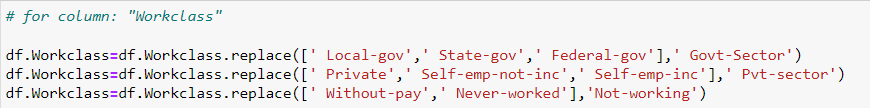 # for column: "Workclass"
df.Workclass=df.Workclass.replace([' Local-gov',' State-gov',' Federal-gov'],' Govt-Sector')
df.Workclass=df.Workclass.replace([' Private',' Self-emp-not-inc',' Self-emp-inc'],' Pvt-sector')
df.Workclass=df.Workclass.replace([' Without-pay',' Never-worked'],'Not-working')